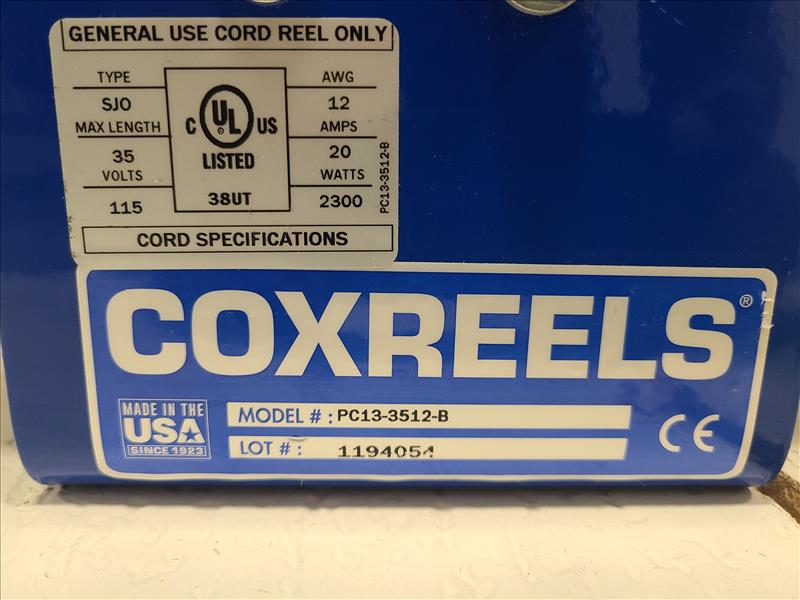 GENERAL USE CORD REEL ONLY
TYPE
SJO
MAX LENGTH
35
VOLTS
115
C UL US
®
LISTED
38UT
AWG
12
AMPS
20
WATTS
2300
PC13-3512-B
CORD SPECIFICATIONS
COXREELS®
MADE IN THE
USA
SINCE 1923
MODEL # : PC13-3512-B
LOT # : 1194054
CE